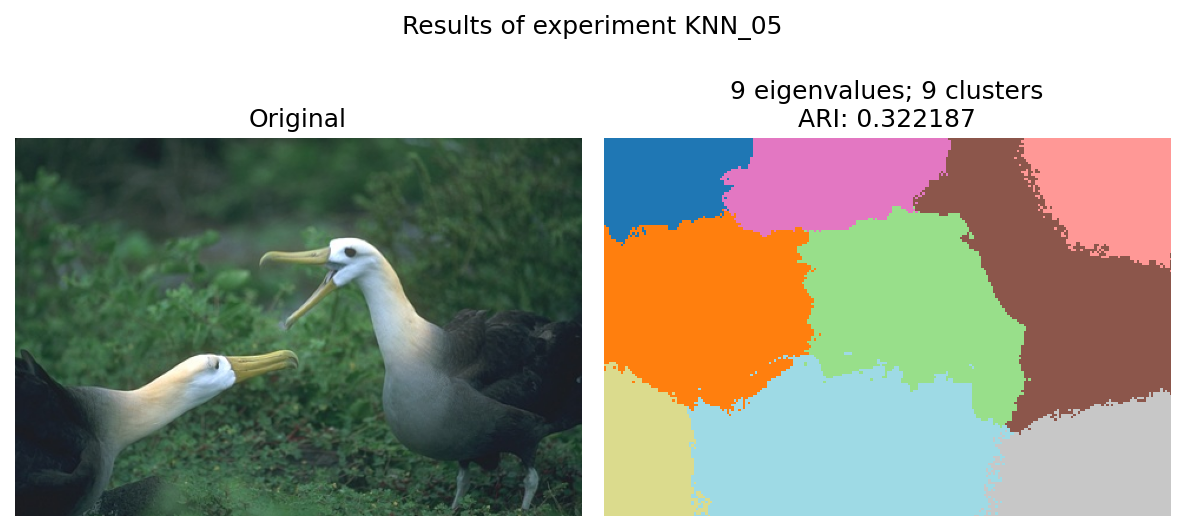 Results of experiment KNN_05
Original
9 eigenvalues; 9 clusters
ARI: 0.322187